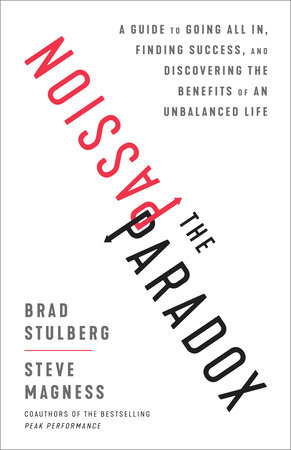 A GUIDE TO GOING ALL IN,
FINDING SUCCESS, AND
DISCOVERING THE
BENEFITS OF AN
UNBALANCED LIFE
THE
PASSION
PARADOX
BRAD
STULBERG
STEVE
MAGNESS
COAUTHORS OF THE BESTSELLING
PEAK PERFORMANCE